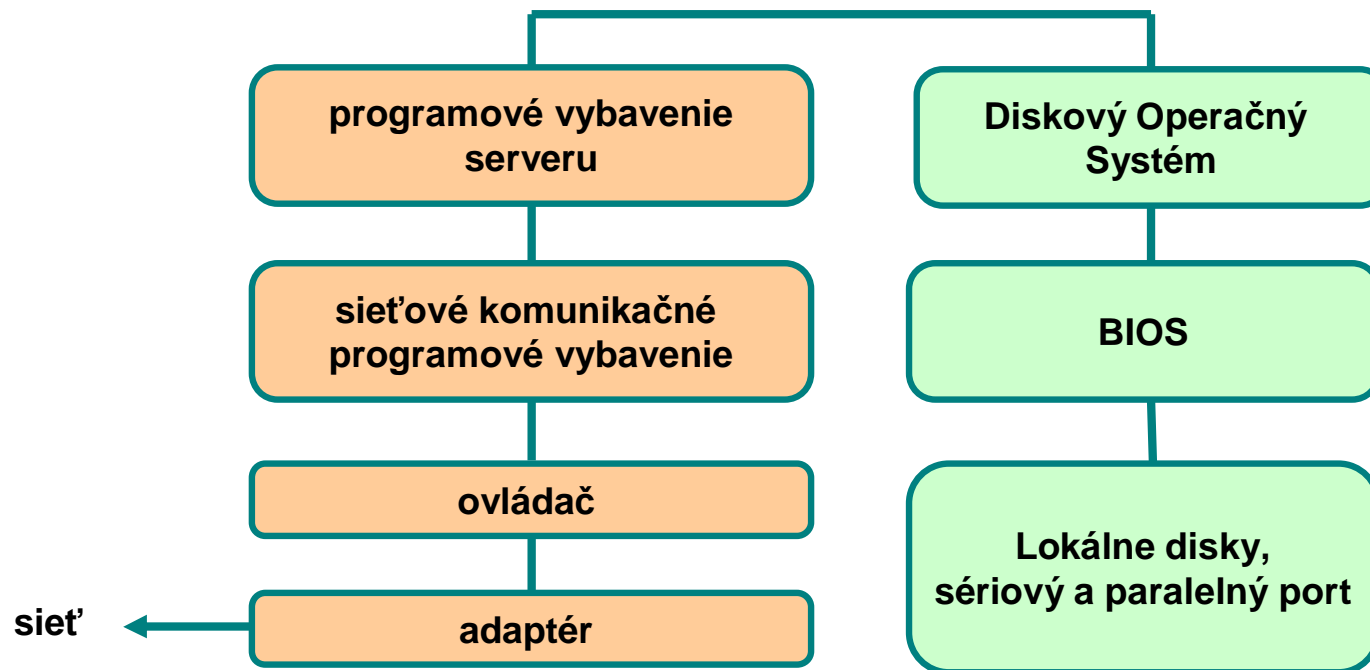 programové vybavenie
serveru
sieťové komunikačné
programové vybavenie
ovládač
adaptér
sieť
Diskový Operačný
Systém
BIOS
Lokálne disky,
sériový a paralelný port